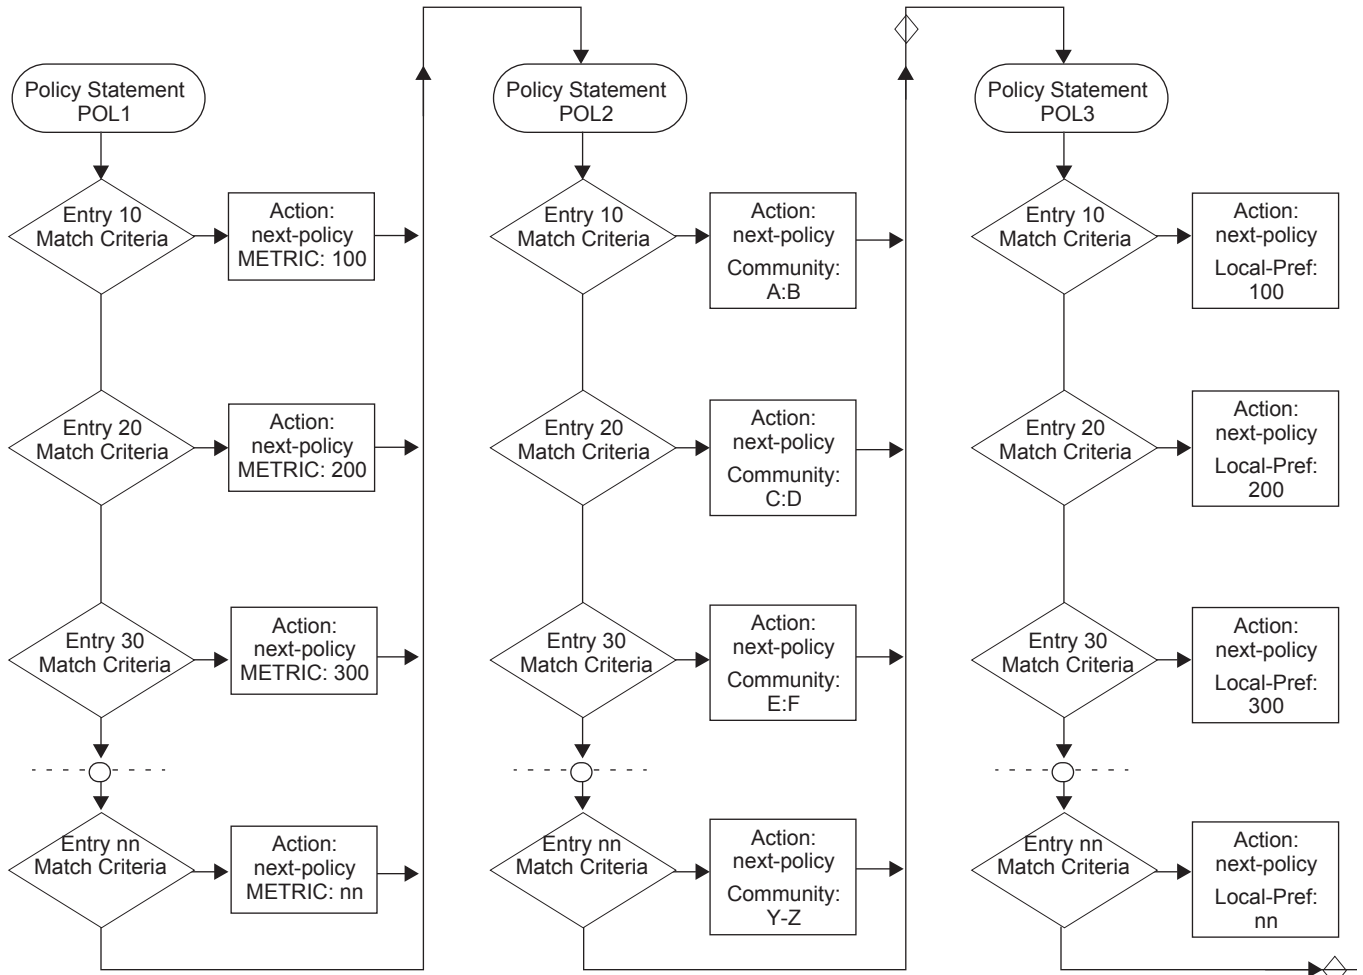 Policy Statement
POL1
Entry 10
Match Criteria
Action:
next-policy
METRIC: 100
Entry 20
Match Criteria
Action:
next-policy
METRIC: 200
Entry 30
Match Criteria
Action:
next-policy
METRIC: 300
Entry nn
Match Criteria
Action:
next-policy
METRIC: nn
Policy Statement
POL2
Entry 10
Match Criteria
Action:
next-policy
Community:
A:B
Entry 20
Match Criteria
Action:
next-policy
Community:
C:D
Entry 30
Match Criteria
Action:
next-policy
Community:
E:F
Entry nn
Match Criteria
Action:
next-policy
Community:
Y-Z
Policy Statement
POL3
Entry 10
Match Criteria
Action:
next-policy
Local-Pref:
100
Entry 20
Match Criteria
Action:
next-policy
Local-Pref:
200
Entry 30
Match Criteria
Action:
next-policy
Local-Pref:
300
Entry nn
Match Criteria
Action:
next-policy
Local-Pref:
nn